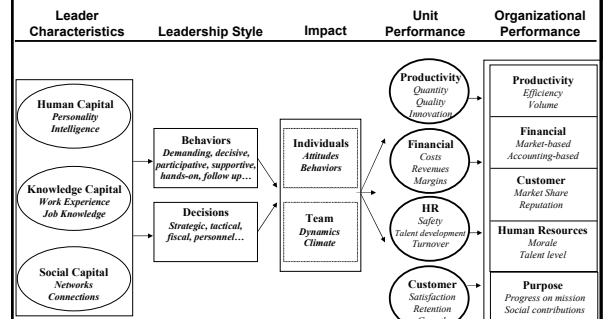 Leader
Characteristics
Leadership Style
Impact
Unit
Performance
Organizational
Performance
Human Capital
Personality
Intelligence
Knowledge Capital
Work Experience
Job Knowledge
Social Capital
Networks
Connections
Behaviors
Demanding, decisive,
participative, supportive,
hands-on, follow up…
Decisions
Strategic, tactical,
fiscal, personnel…
Individuals
Attitudes
Behaviors
Team
Dynamics
Climate
Productivity
Quantity
Quality
Innovation
Financial
Costs
Revenues
Margins
HR
Safety
Talent development
Turnover
Customer
Satisfaction
Retention
Productivity
Efficiency
Volume
Financial
Market-based
Accounting-based
Customer
Market Share
Reputation
Human Resources
Morale
Talent level
Purpose
Progress on mission
Social contributions